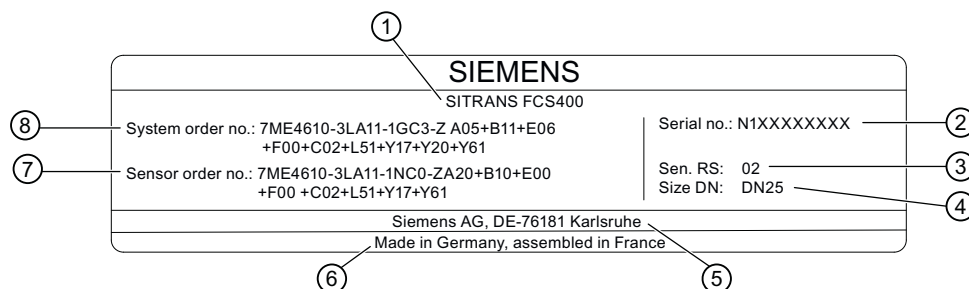 ①
SIEMENS
SITRANS FCS400
⑧ System order no.: 7ME4610-3LA11-1GC3-Z A05+B11+E06
+F00+C02+L51+Y17+Y20+Y61
Serial no.: N1XXXXXXXX ②
⑦ Sensor order no.: 7ME4610-3LA11-1NC0-ZA20+B10+E00
+F00 +C02+L51+Y17+Y61
Sen. RS: 02 ③
Size DN: DN25 ④
Siemens AG, DE-76181 Karlsruhe
Made in Germany, assembled in France
⑥ ⑤